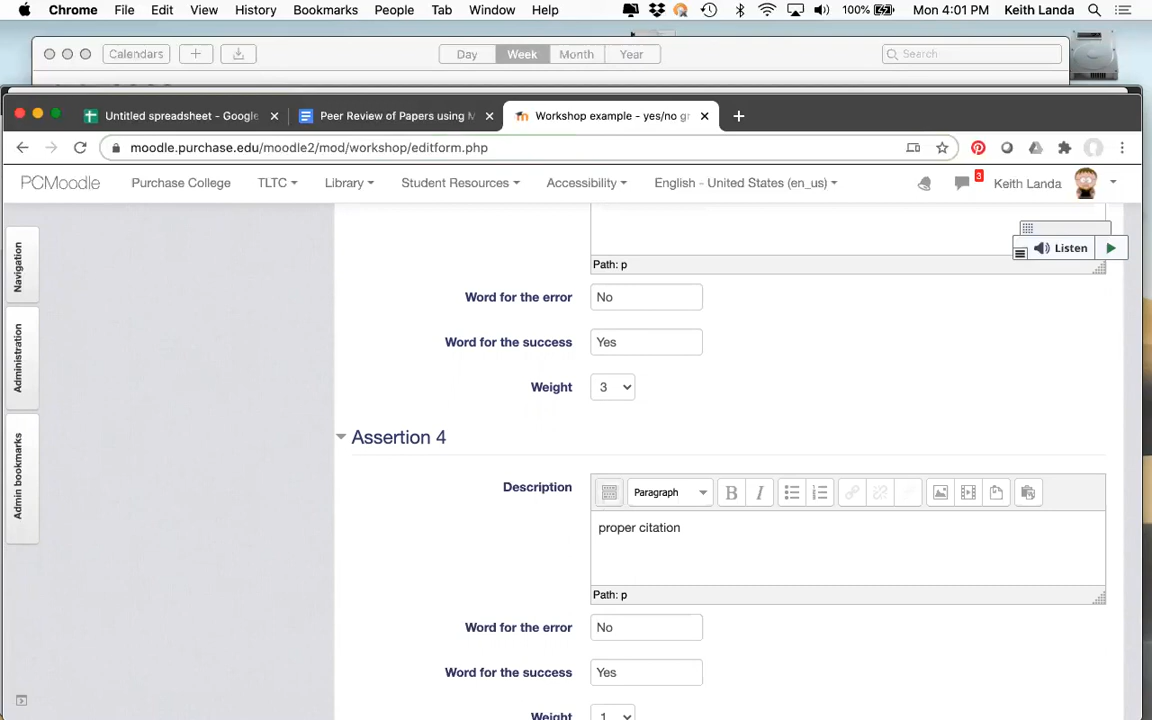 Chrome File Edit View History Bookmarks People Tab Window Help 100% Mon 4:01 PM Keith Landa
Calendars + Day Week Month Year Search
Untitled spreadsheet - Google Peer Review of Papers using M Workshop example - yes/no gr
moodle.purchase.edu/moodle2/mod/workshop/editform.php
PCMoodle Purchase College TLTC Library Student Resources Accessibility English - United States (en_us) 3 Keith Landa
Listen
Navigation
Administration
Admin bookmarks
Path: p
Word for the error No
Word for the success Yes
Weight 3
Assertion 4
Description Paragraph B I
proper citation
Path: p
Word for the error No
Word for the success Yes
Weight 1